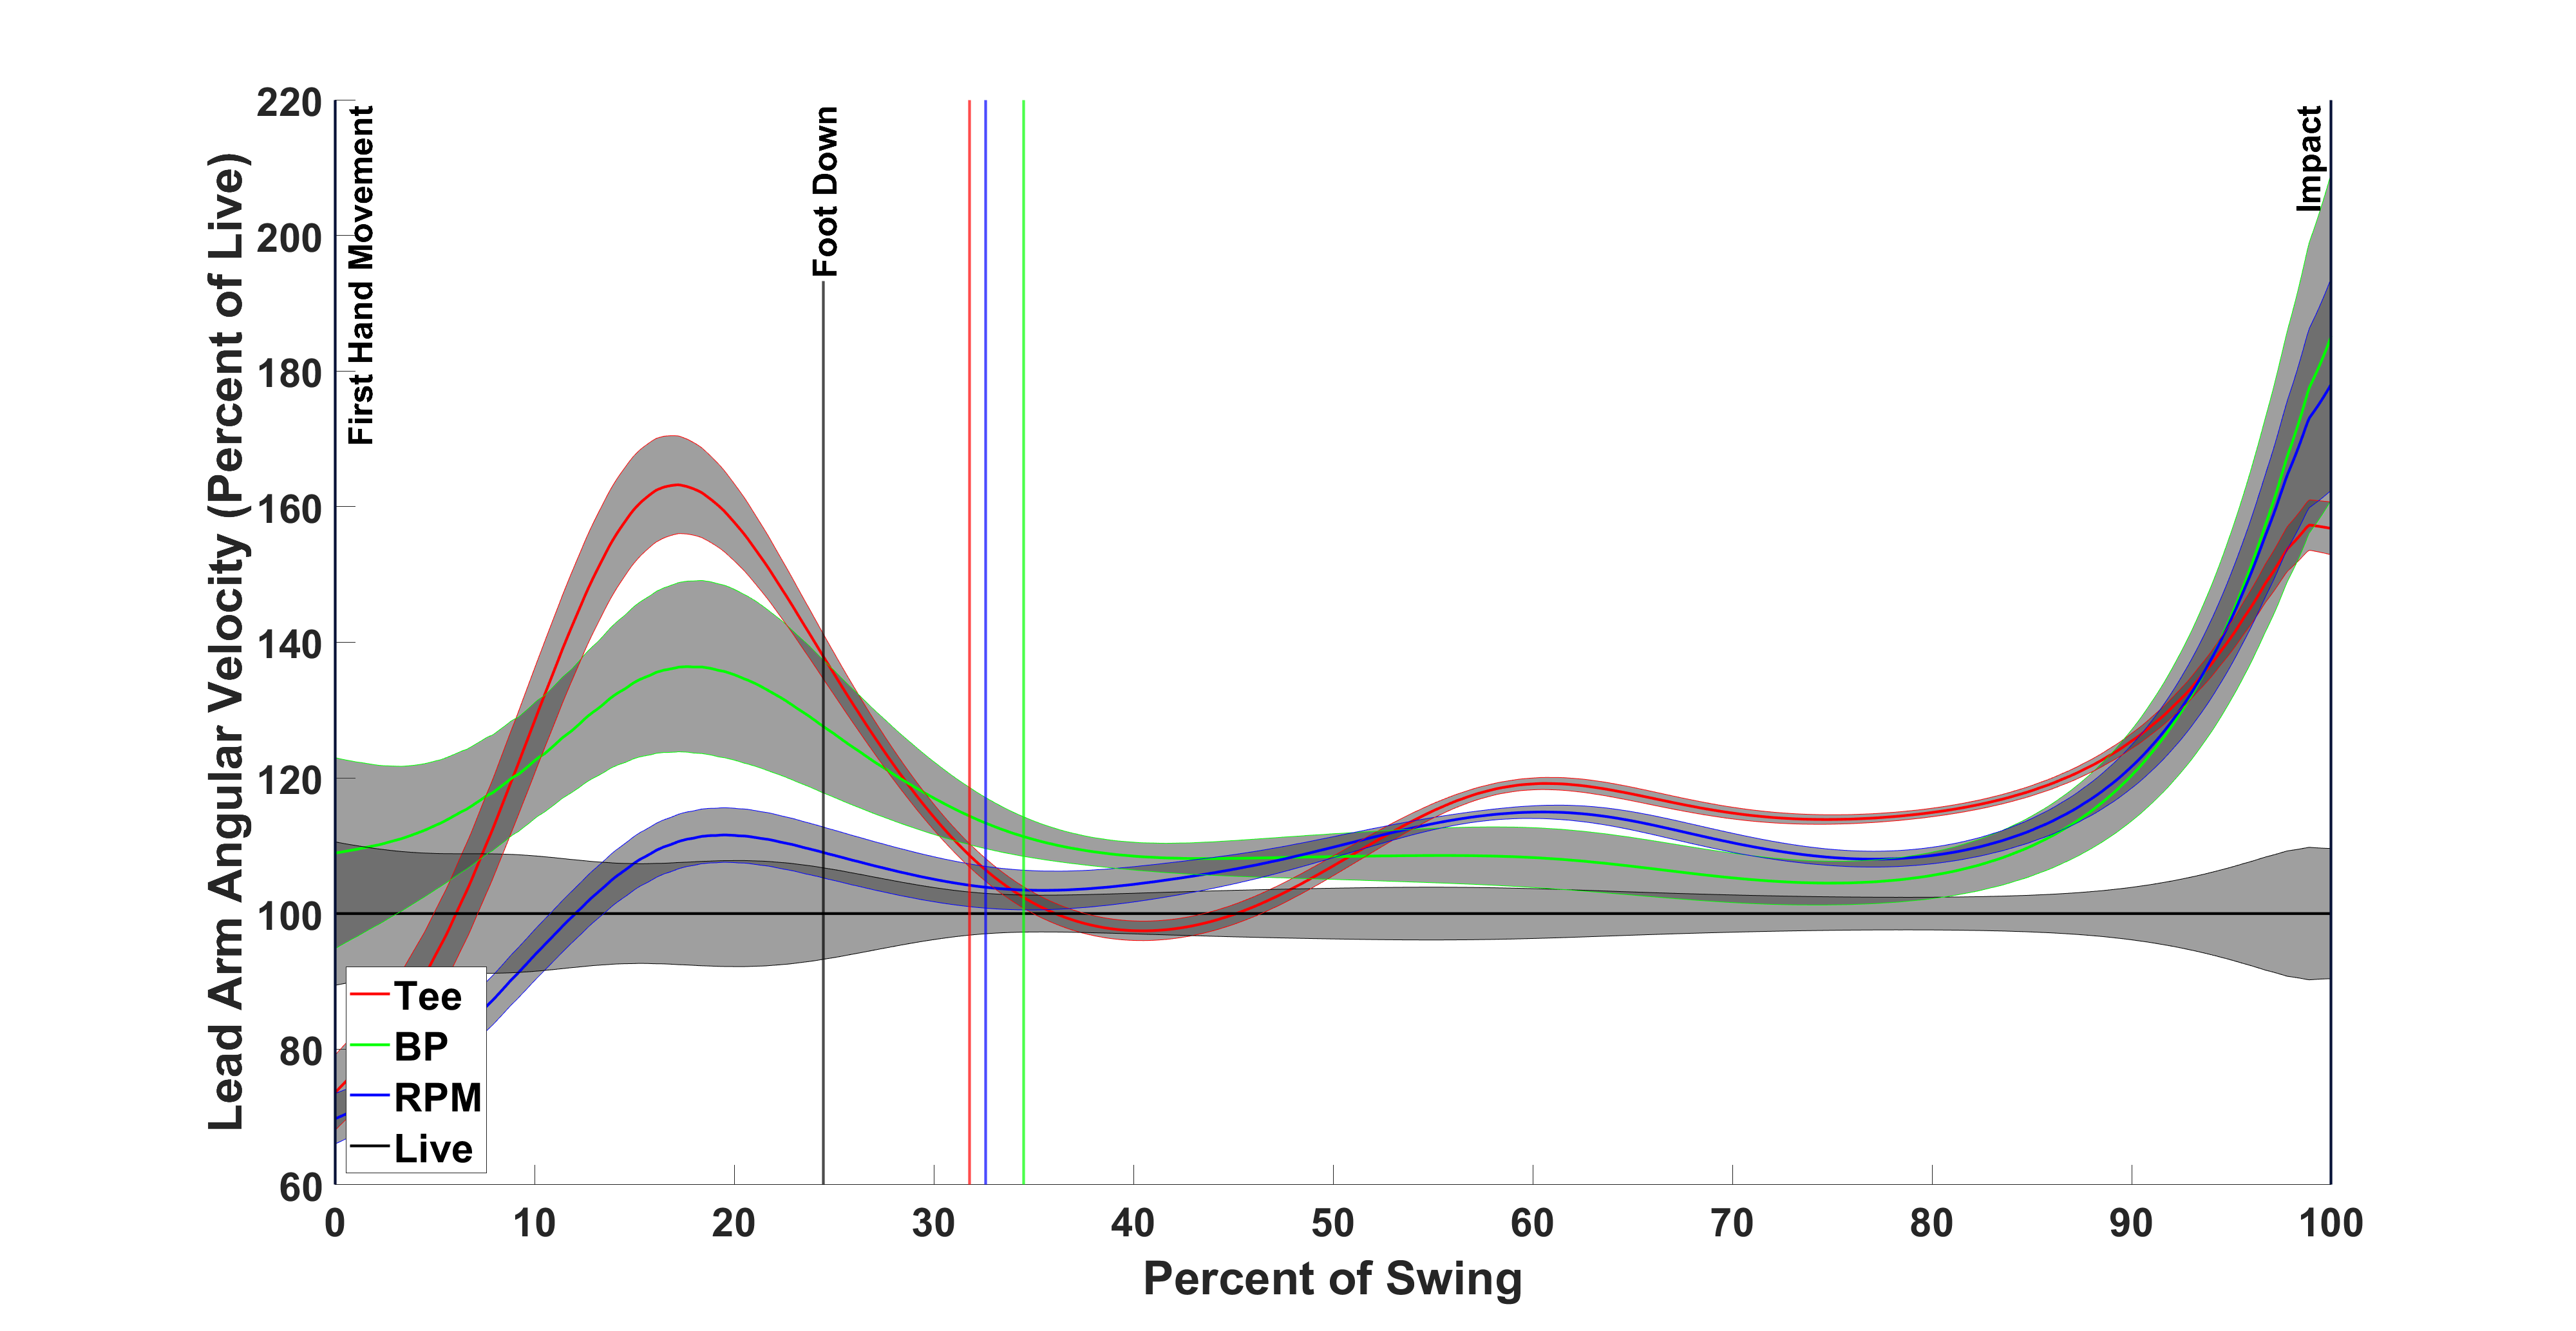 Lead Arm Angular Velocity (Percent of Live)
220
200
180
160
140
120
100
80
60
First Hand Movement
Foot Down
Impact
Tee
BP
RPM
Live
0 10 20 30 40 50 60 70 80 90 100
Percent of Swing